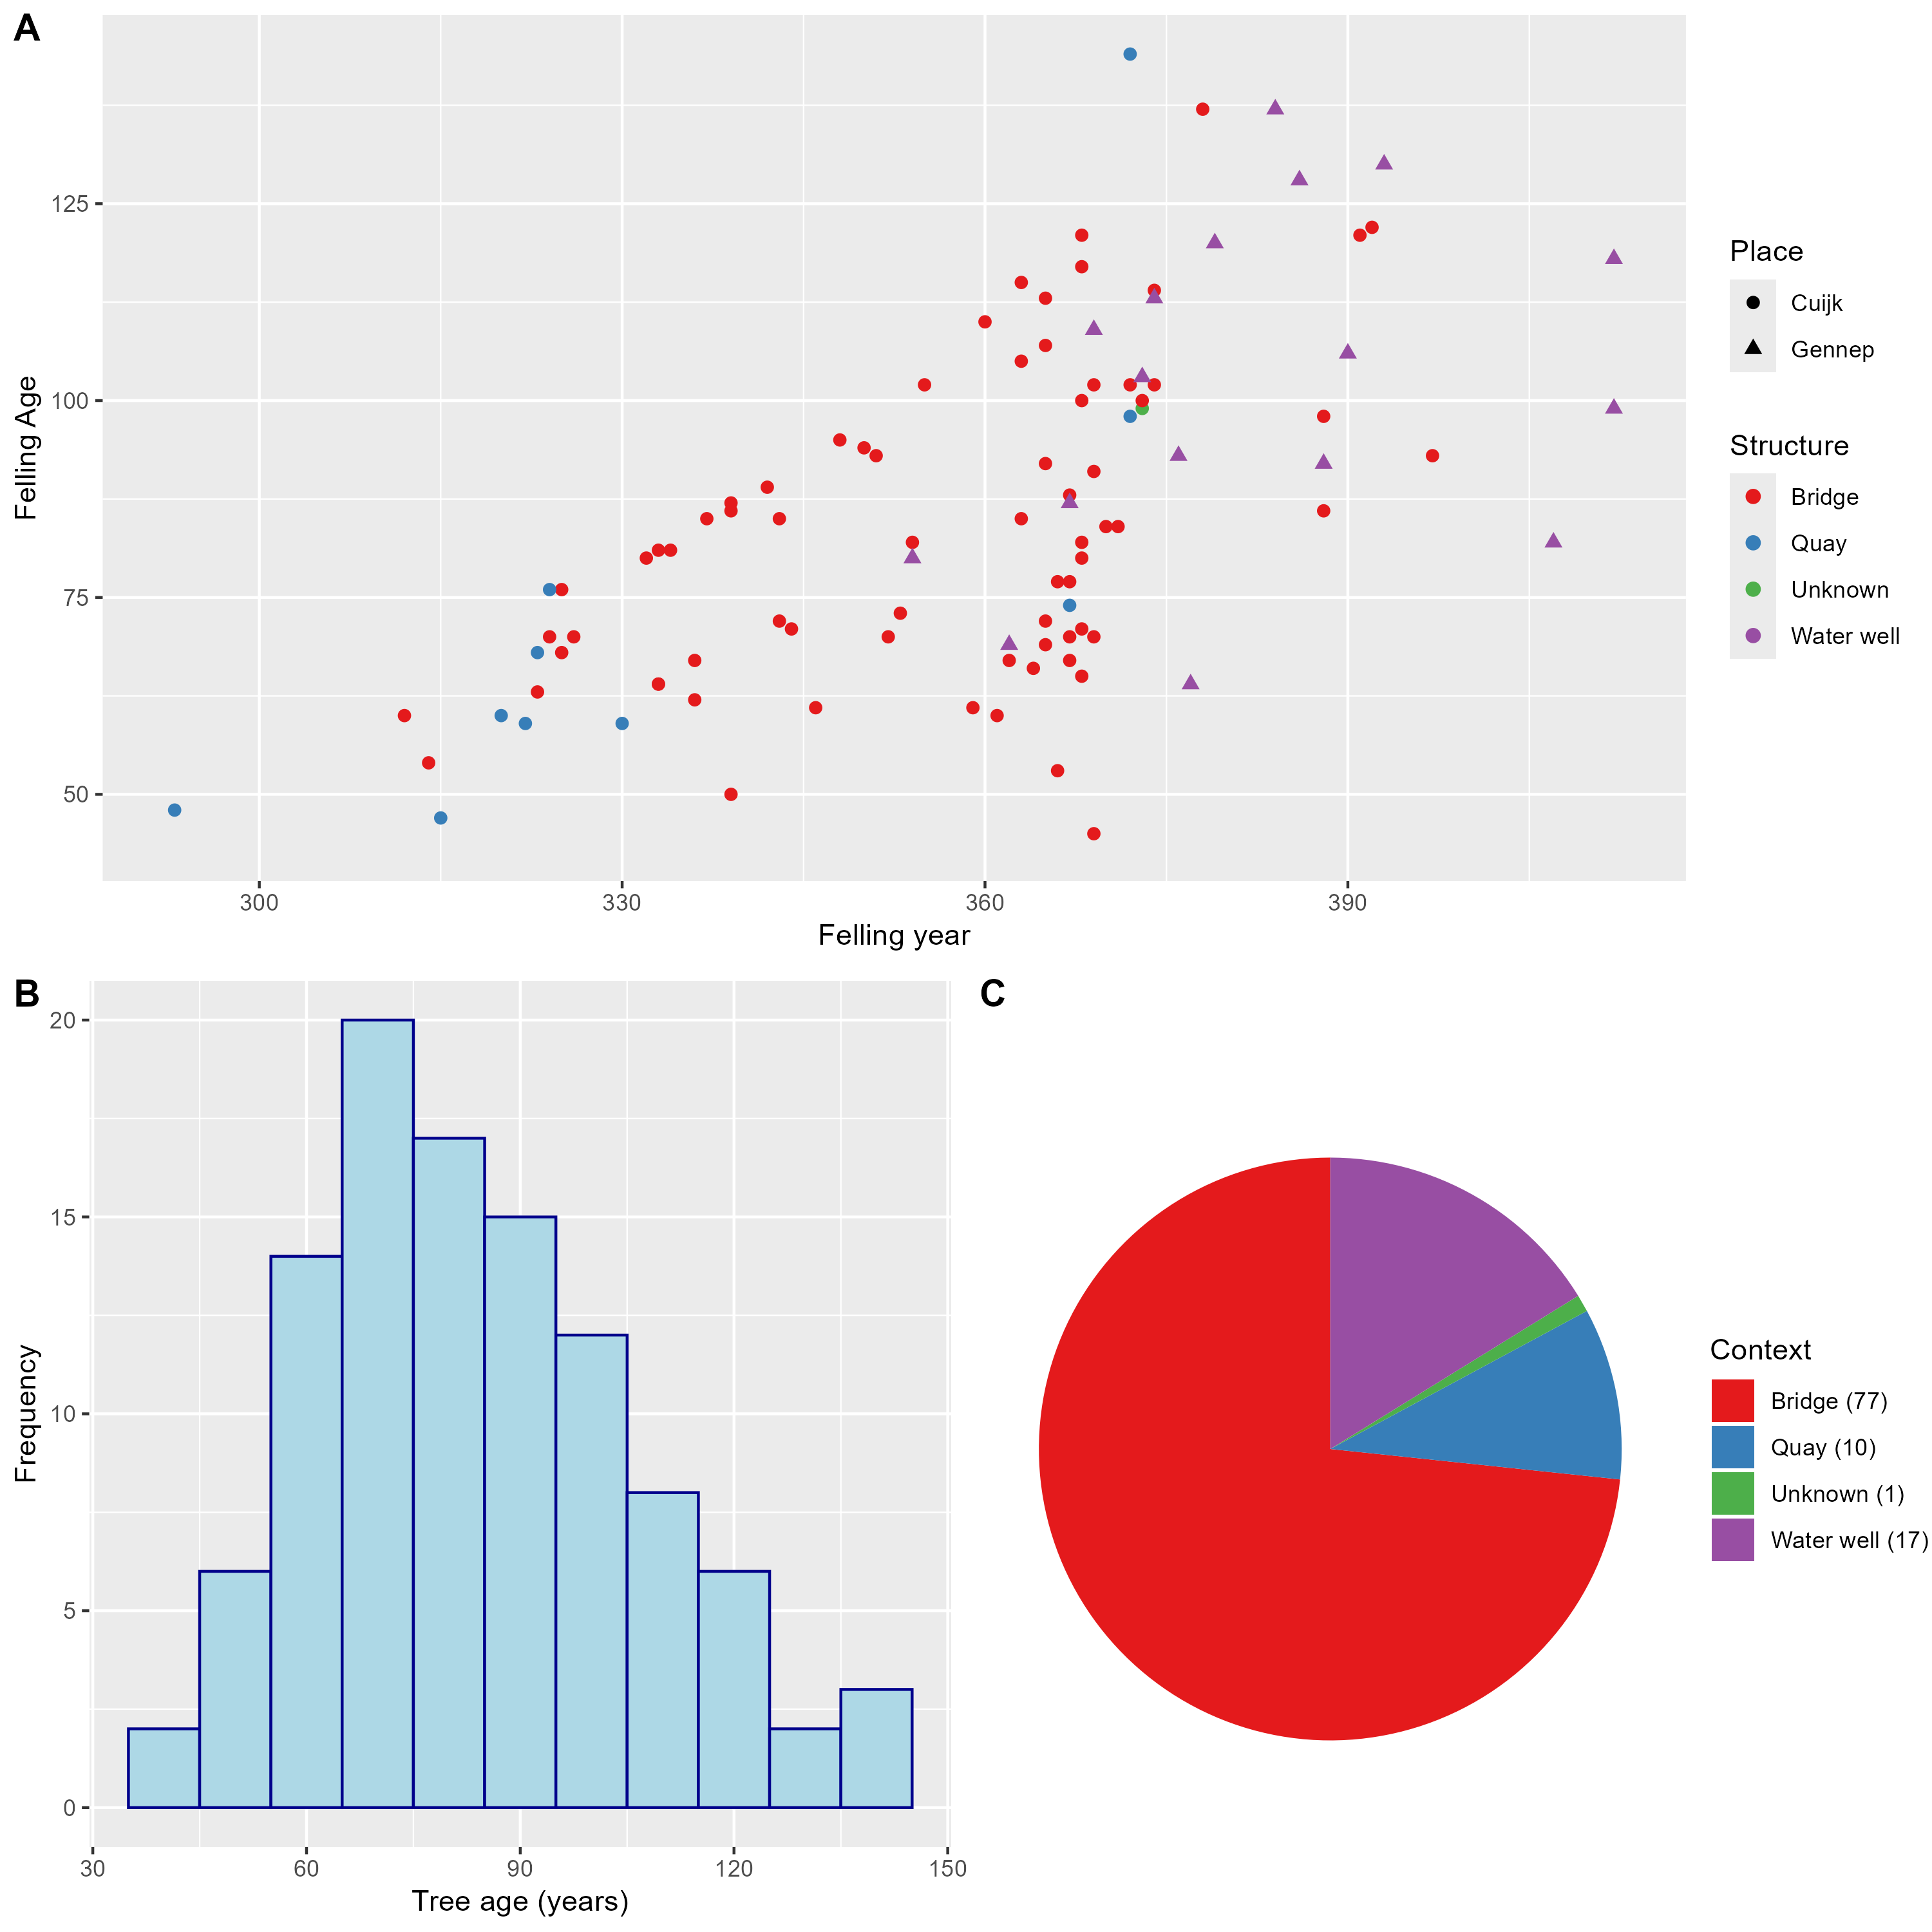 A
Felling Age
125
100
75
50
300 330 360 390
Felling year
Place
Cuijk
Gennep
Structure
Bridge
Quay
Unknown
Water well
B
Frequency
20
15
10
5
0
30 60 90 120 150
Tree age (years)
C
Context
Bridge (77)
Quay (10)
Unknown (1)
Water well (17)